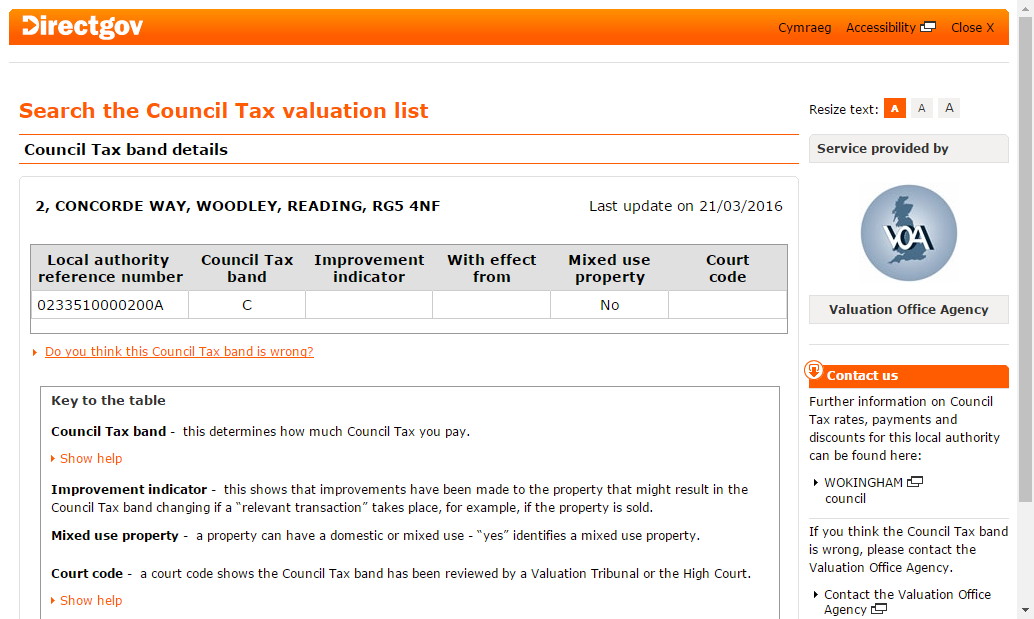 Directgov
Cymraeg Accessibility Close X
Search the Council Tax valuation list
Resize text: A A A
Council Tax band details
Service provided by
2, CONCORDE WAY, WOODLEY, READING, RG5 4NF
Last update on 21/03/2016
VOA
Valuation Office Agency
Local authority reference number Council Tax band Improvement indicator With effect from Mixed use property Court code
0233510000200A C No
Do you think this Council Tax band is wrong?
Key to the table
Council Tax band - this determines how much Council Tax you pay.
Show help
Improvement indicator - this shows that improvements have been made to the property that might result in the
Council Tax band changing if a “relevant transaction” takes place, for example, if the property is sold.
Mixed use property - a property can have a domestic or mixed use - “yes” identifies a mixed use property.
Court code - a court code shows the Council Tax band has been reviewed by a Valuation Tribunal or the High Court.
Show help
Contact us
Further information on Council
Tax rates, payments and
discounts for this local authority
can be found here:
WOKINGHAM
council
If you think the Council Tax band
is wrong, please contact the
Valuation Office Agency.
Contact the Valuation Office
Agency